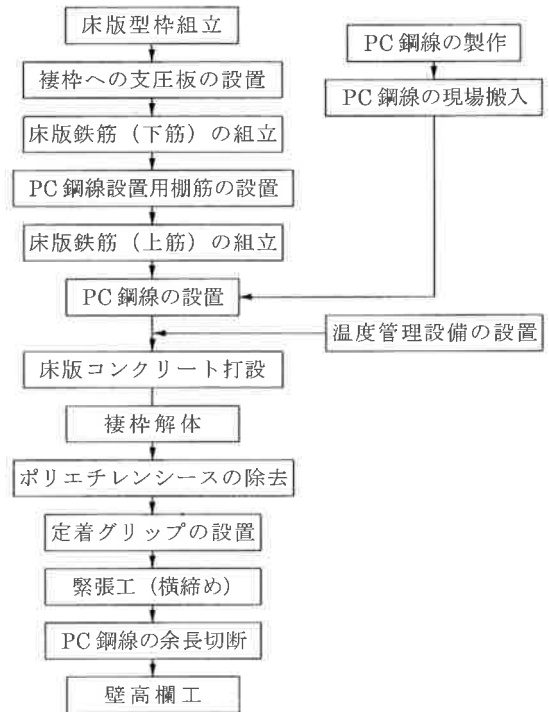 床版型枠組立
褄枠への支圧板の設置
床版鉄筋（下筋）の組立
PC鋼線設置用棚筋の設置
床版鉄筋（上筋）の組立
PC鋼線の製作
PC鋼線の現場搬入
PC鋼線の設置
温度管理設備の設置
床版コンクリート打設
褄枠解体
ポリエチレンシースの除去
定着グリップの設置
緊張工（横締め）
PC鋼線の余長切断
壁高欄工